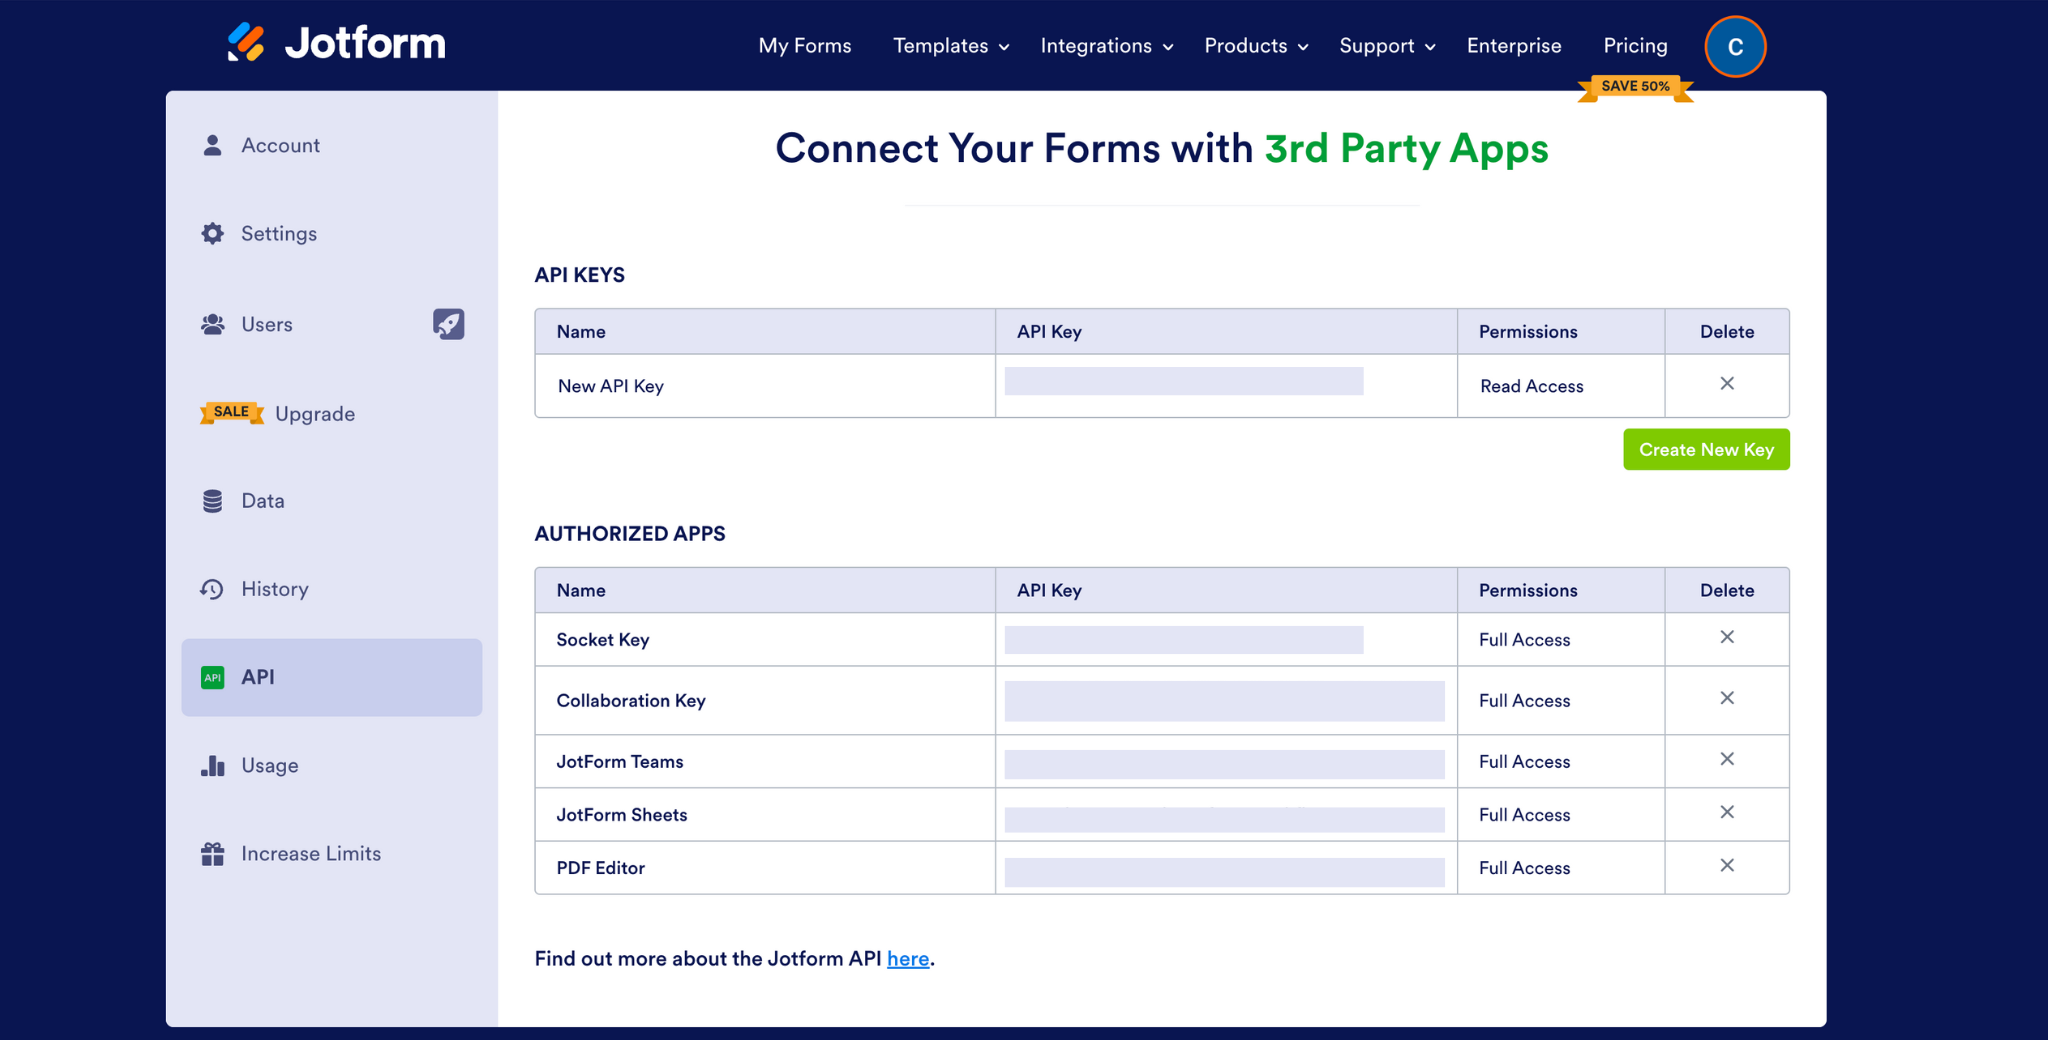 Jotform
My Forms Templates Integrations Products Support Enterprise Pricing C
SAVE 50%
Account
Settings
Users
SALE Upgrade
Data
History
API API
Usage
Increase Limits
Connect Your Forms with 3rd Party Apps
API KEYS
Name API Key Permissions Delete
New API Key Read Access
Create New Key
AUTHORIZED APPS
Name API Key Permissions Delete
Socket Key Full Access
Collaboration Key Full Access
JotForm Teams Full Access
JotForm Sheets Full Access
PDF Editor Full Access
Find out more about the Jotform API here.